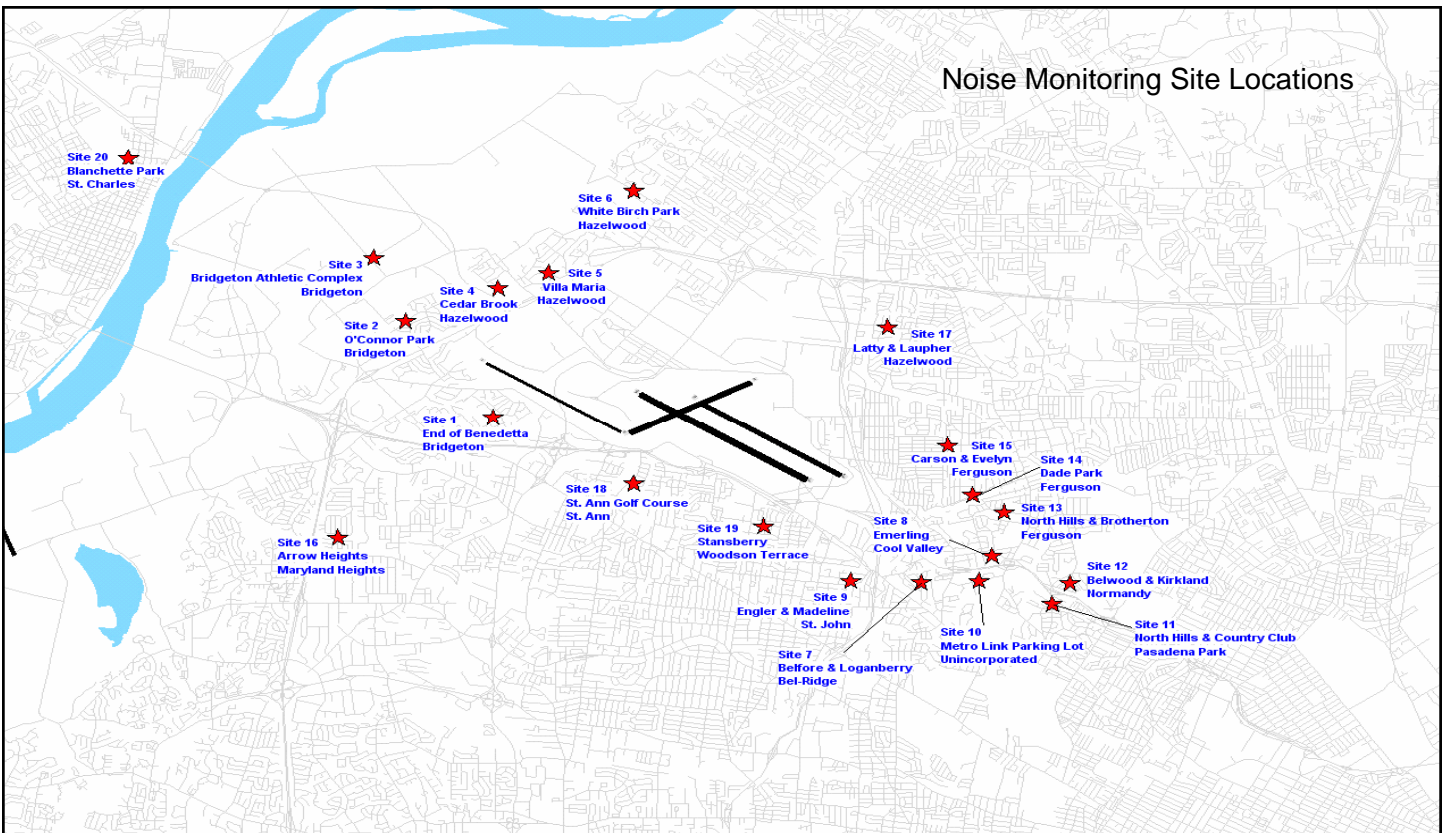 Noise Monitoring Site Locations
Site 20
Blanchette Park
St. Charles
Site 6
White Birch Park
Hazelwood
Site 3
Bridgeton Athletic Complex
Bridgeton
Site 4
Cedar Brook
Hazelwood
Site 5
Villa Maria
Hazelwood
Site 2
O'Connor Park
Bridgeton
Site 17
Latty & Laupher
Hazelwood
Site 1
End of Benedetta
Bridgeton
Site 15
Carson & Evelyn
Ferguson
Site 14
Dade Park
Ferguson
Site 18
St. Ann Golf Course
St. Ann
Site 13
North Hills & Brotherton
Ferguson
Site 8
Emerling
Cool Valley
Site 19
Stansberry
Woodson Terrace
Site 16
Arrow Heights
Maryland Heights
Site 12
Belwood & Kirkland
Normandy
Site 9
Engler & Madeline
St. John
Site 11
North Hills & Country Club
Pasadena Park
Site 10
Metro Link Parking Lot
Unincorporated
Site 7
Belfore & Loganberry
Bel-Ridge